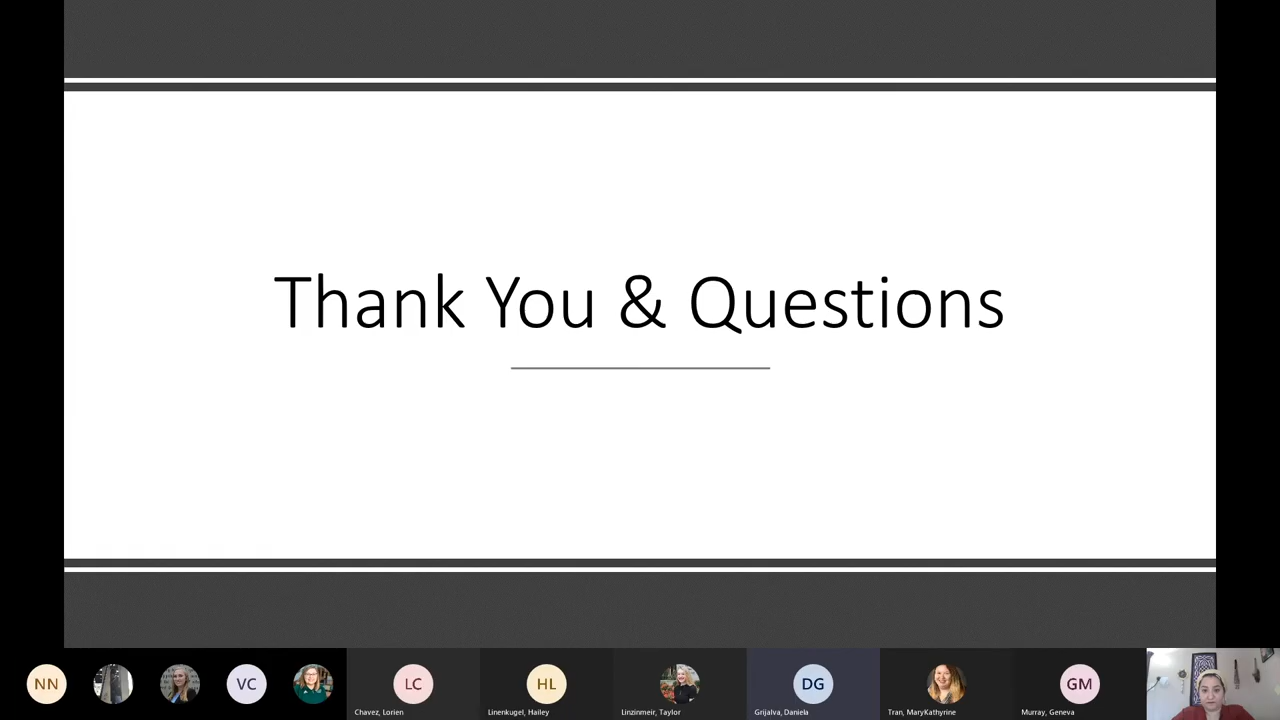 Thank You & Questions
NN
VC
LC
HL
DG
GM
Chavez, Lorien
Linenkugel, Hailey
Linzinmeir, Taylor
Grijalva, Daniela
Tran, MaryKathyrine
Murray, Geneva